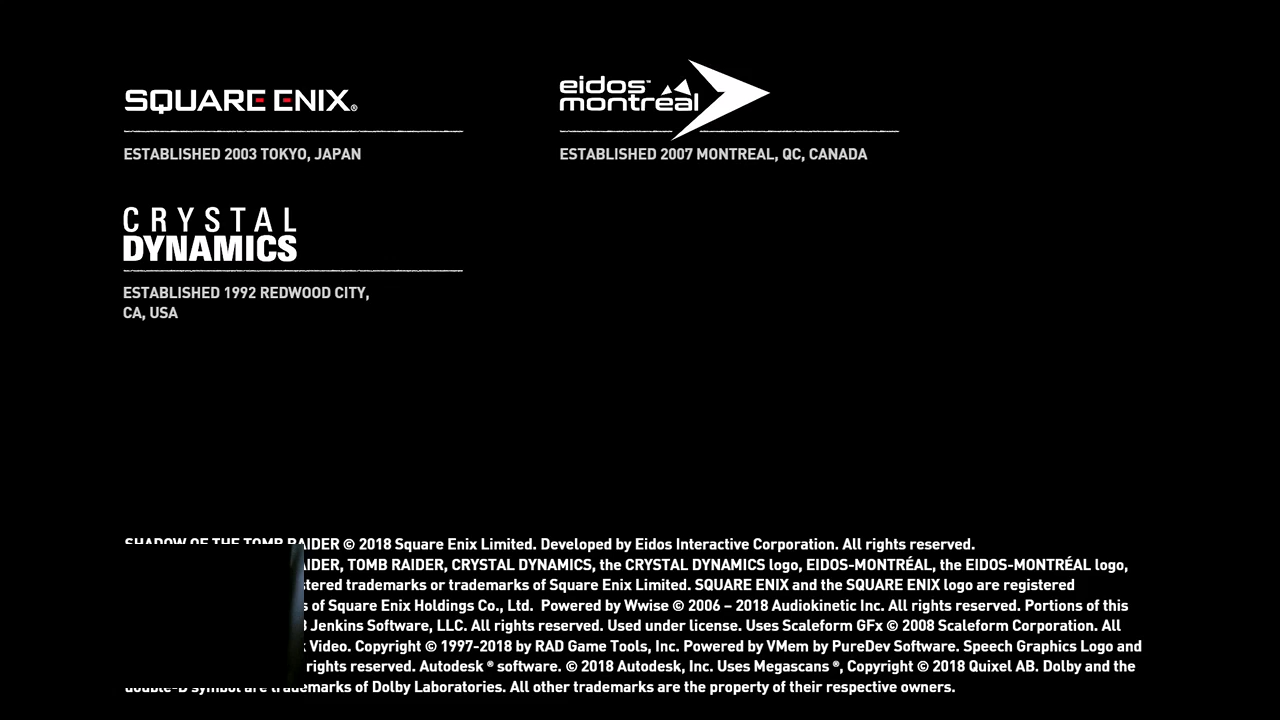 SQUARE ENIX®
eidos™
montreal
ESTABLISHED 2003 TOKYO, JAPAN
ESTABLISHED 2007 MONTREAL, QC, CANADA
CRYSTAL
DYNAMICS
ESTABLISHED 1992 REDWOOD CITY,
CA, USA
SHADOW OF THE TOMB RAIDER © 2018 Square Enix Limited. Developed by Eidos Interactive Corporation. All rights reserved.
TOMB RAIDER, CRYSTAL DYNAMICS, the CRYSTAL DYNAMICS logo, EIDOS-MONTRÉAL, the EIDOS-MONTRÉAL logo,
trademarks or trademarks of Square Enix Limited. SQUARE ENIX and the SQUARE ENIX logo are registered
of Square Enix Holdings Co., Ltd. Powered by Wwise © 2006 – 2018 Audiokinetic Inc. All rights reserved. Portions of this
Jenkins Software, LLC. All rights reserved. Used under license. Uses Scaleform GFx © 2008 Scaleform Corporation. All
Video. Copyright © 1997-2018 by RAD Game Tools, Inc. Powered by VMem by PureDev Software. Speech Graphics Logo and
rights reserved. Autodesk ® software. © 2018 Autodesk, Inc. Uses Megascans ®, Copyright © 2018 Quixel AB. Dolby and the
double-D symbol are trademarks of Dolby Laboratories. All other trademarks are the property of their respective owners.